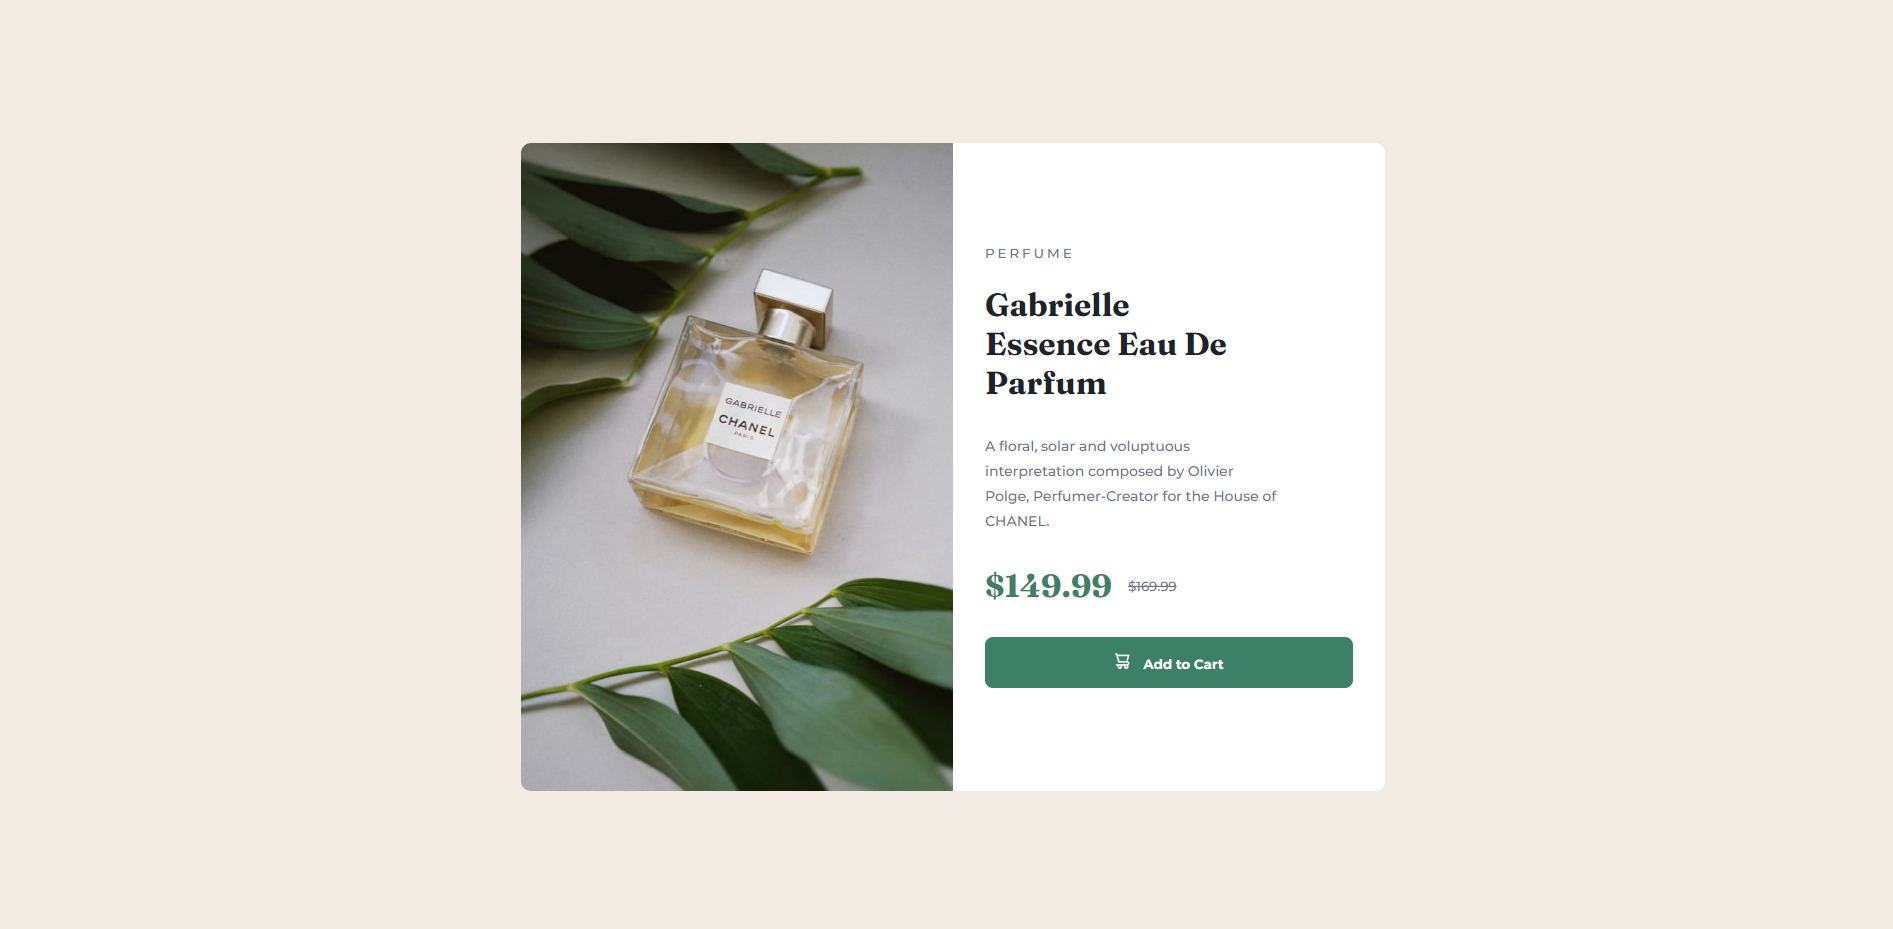 GABRIELLE
CHANEL
PARIS
PERFUME
Gabrielle
Essence Eau De
Parfum
A floral, solar and voluptuous
interpretation composed by Olivier
Polge, Perfumer-Creator for the House of
CHANEL.
$149.99 $169.99
Add to Cart